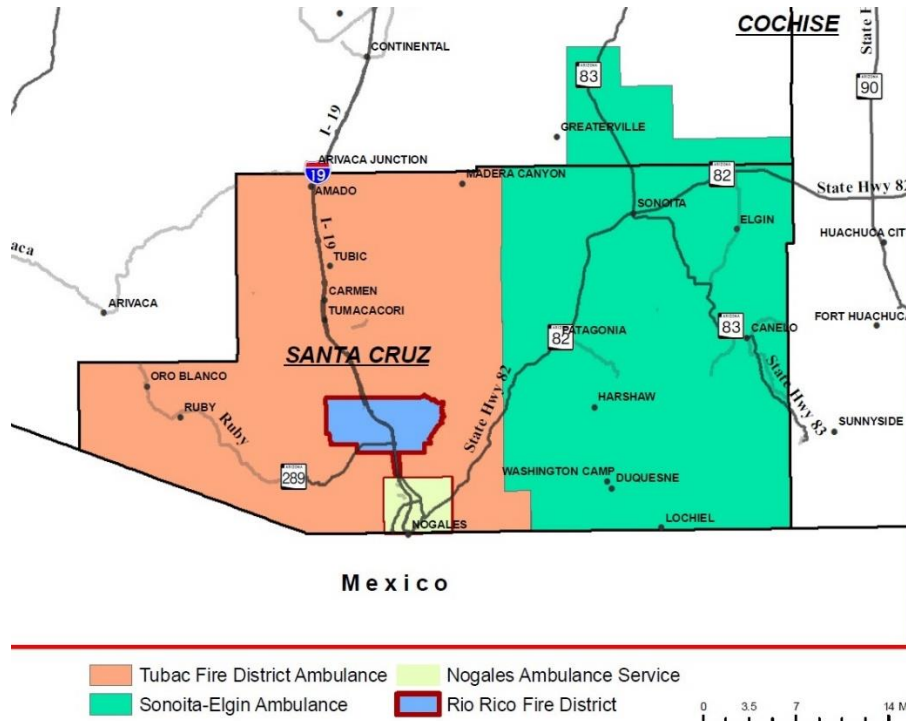 COCHISE
CONTINENTAL
83
State H
90
I-19
GREATERVILLE
ARIVACA JUNCTION
19
AMADO
MADERA CANYON
82
State Hwy 82
SONOITA
ELGIN
I-19
HUACHUCA CIT
TUBIC
aca
CARMEN
ARIVACA
TUMACACORI
83
FORT HUACHUCA
82
PATAGONIA
CANELO
SANTA CRUZ
ORO BLANCO
State Hwy 82
HARSHAW
State Hwy 83
RUBY
Ruby
SUNNYSIDE
289
WASHINGTON CAMP
DUQUESNE
NOGALES
LOCHIEL
Mexico
Tubac Fire District Ambulance
Nogales Ambulance Service
Sonoita-Elgin Ambulance
Rio Rico Fire District
0 3.5 7 14 M